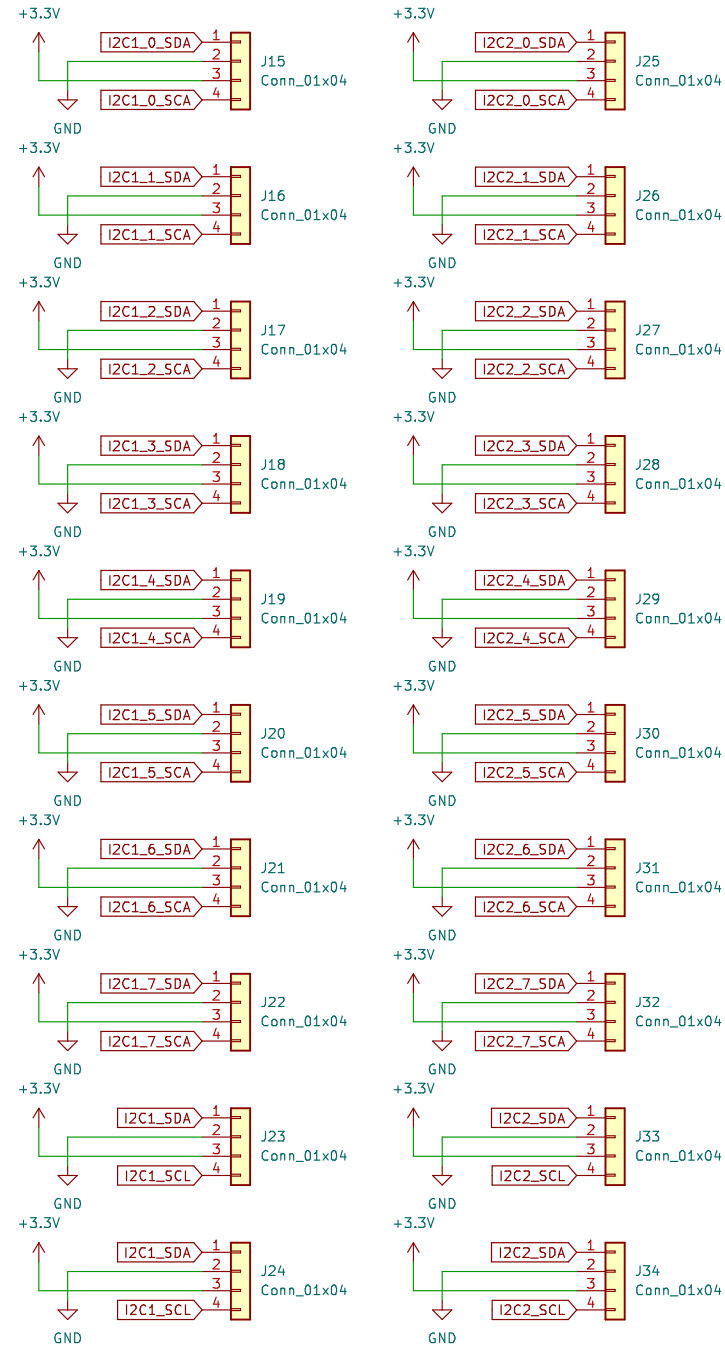 +3.3V
I2C1_0_SDA 1
2
3
I2C1_0_SCA 4
J15
Conn_01x04
GND
+3.3V
I2C2_0_SDA 1
2
3
I2C2_0_SCA 4
J25
Conn_01x04
GND
+3.3V
I2C1_1_SDA 1
2
3
I2C1_1_SCA 4
J16
Conn_01x04
GND
+3.3V
I2C2_1_SDA 1
2
3
I2C2_1_SCA 4
J26
Conn_01x04
GND
+3.3V
I2C1_2_SDA 1
2
3
I2C1_2_SCA 4
J17
Conn_01x04
GND
+3.3V
I2C2_2_SDA 1
2
3
I2C2_2_SCA 4
J27
Conn_01x04
GND
+3.3V
I2C1_3_SDA 1
2
3
I2C1_3_SCA 4
J18
Conn_01x04
GND
+3.3V
I2C2_3_SDA 1
2
3
I2C2_3_SCA 4
J28
Conn_01x04
GND
+3.3V
I2C1_4_SDA 1
2
3
I2C1_4_SCA 4
J19
Conn_01x04
GND
+3.3V
I2C2_4_SDA 1
2
3
I2C2_4_SCA 4
J29
Conn_01x04
GND
+3.3V
I2C1_5_SDA 1
2
3
I2C1_5_SCA 4
J20
Conn_01x04
GND
+3.3V
I2C2_5_SDA 1
2
3
I2C2_5_SCA 4
J30
Conn_01x04
GND
+3.3V
I2C1_6_SDA 1
2
3
I2C1_6_SCA 4
J21
Conn_01x04
GND
+3.3V
I2C2_6_SDA 1
2
3
I2C2_6_SCA 4
J31
Conn_01x04
GND
+3.3V
I2C1_7_SDA 1
2
3
I2C1_7_SCA 4
J22
Conn_01x04
GND
+3.3V
I2C2_7_SDA 1
2
3
I2C2_7_SCA 4
J32
Conn_01x04
GND
+3.3V
I2C1_SDA 1
2
3
I2C1_SCL 4
J23
Conn_01x04
GND
+3.3V
I2C2_SDA 1
2
3
I2C2_SCL 4
J33
Conn_01x04
GND
+3.3V
I2C1_SDA 1
2
3
I2C1_SCL 4
J24
Conn_01x04
GND
+3.3V
I2C2_SDA 1
2
3
I2C2_SCL 4
J34
Conn_01x04
GND